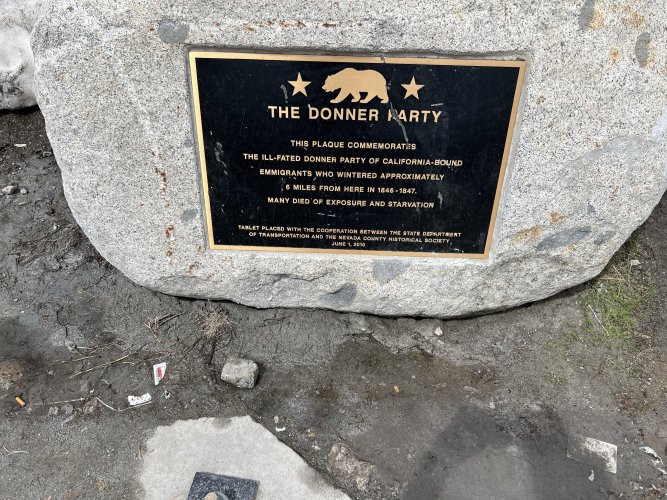 THE DONNER PARTY
THIS PLAQUE COMMEMORATES
THE ILL-FATED DONNER PARTY OF CALIFORNIA-BOUND
EMMIGRANTS WHO WINTERED APPROXIMATELY
6 MILES FROM HERE IN 1846 - 1847.
MANY DIED OF EXPOSURE AND STARVATION
TABLET PLACED WITH THE COOPERATION BETWEEN THE STATE DEPARTMENT
OF TRANSPORTATION AND THE NEVADA COUNTY HISTORICAL SOCIETY.
JUNE 1, 2010